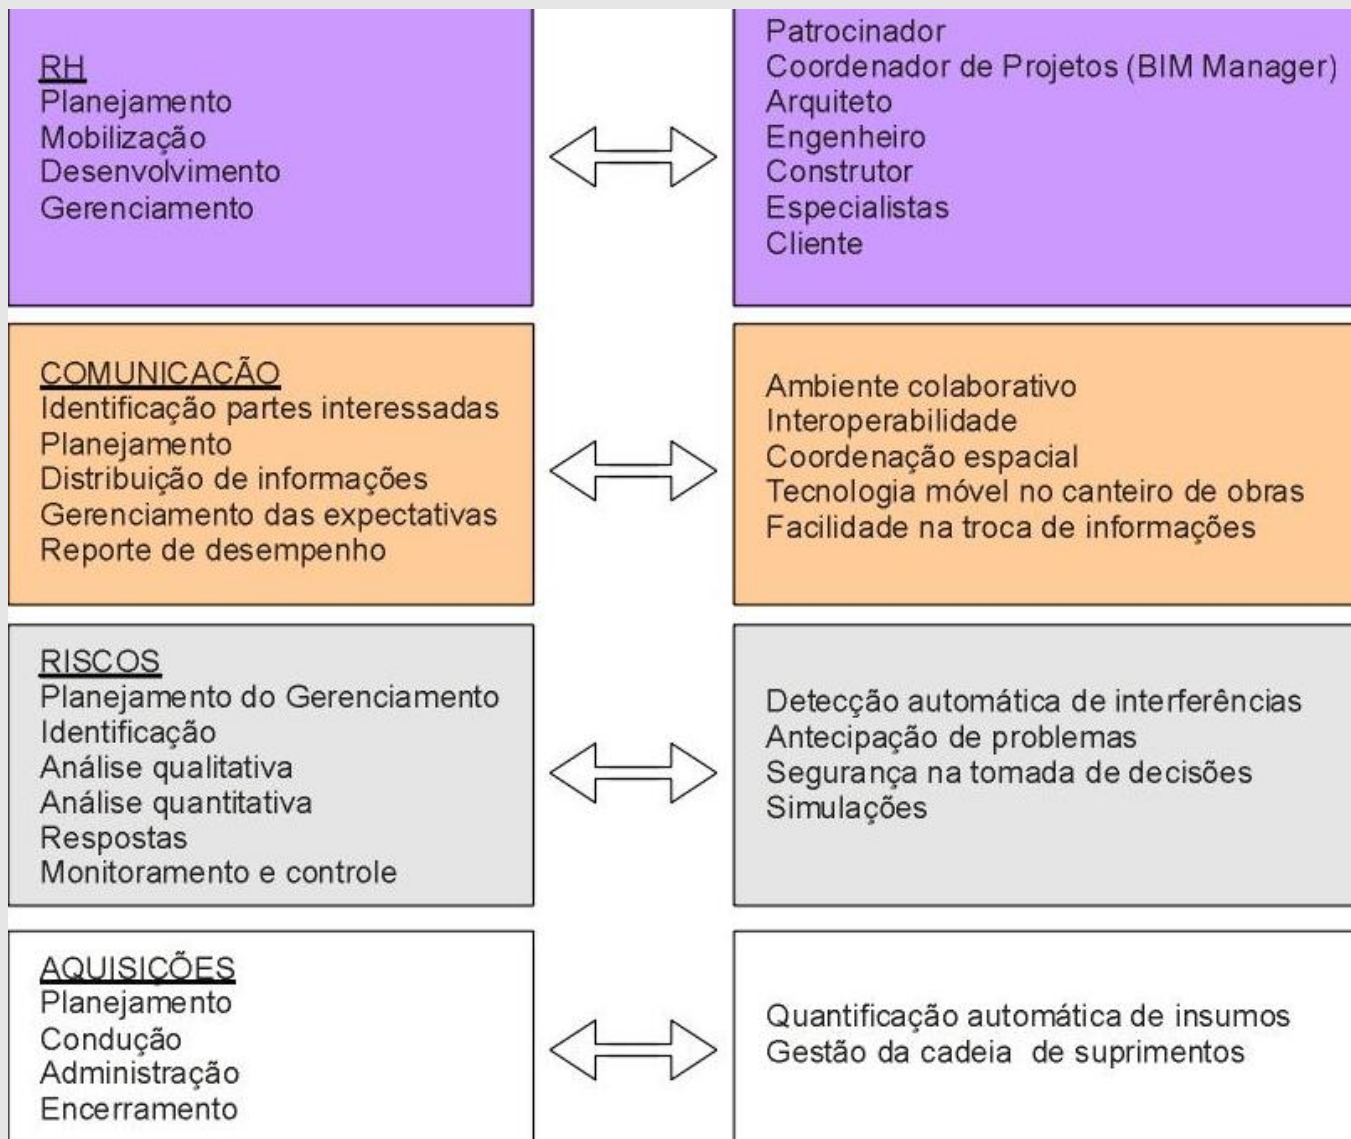 RH
Planejamento
Mobilização
Desenvolvimento
Gerenciamento
Patrocinador
Coordenador de Projetos (BIM Manager)
Arquiteto
Engenheiro
Construtor
Especialistas
Cliente
COMUNICAÇÃO
Identificação partes interessadas
Planejamento
Distribuição de informações
Gerenciamento das expectativas
Reporte de desempenho
Ambiente colaborativo
Interoperabilidade
Coordenação espacial
Tecnologia móvel no canteiro de obras
Facilidade na troca de informações
RISCOS
Planejamento do Gerenciamento
Identificação
Análise qualitativa
Análise quantitativa
Respostas
Monitoramento e controle
Detecção automática de interferências
Antecipação de problemas
Segurança na tomada de decisões
Simulações
AQUISIÇÕES
Planejamento
Condução
Administração
Encerramento
Quantificação automática de insumos
Gestão da cadeia de suprimentos